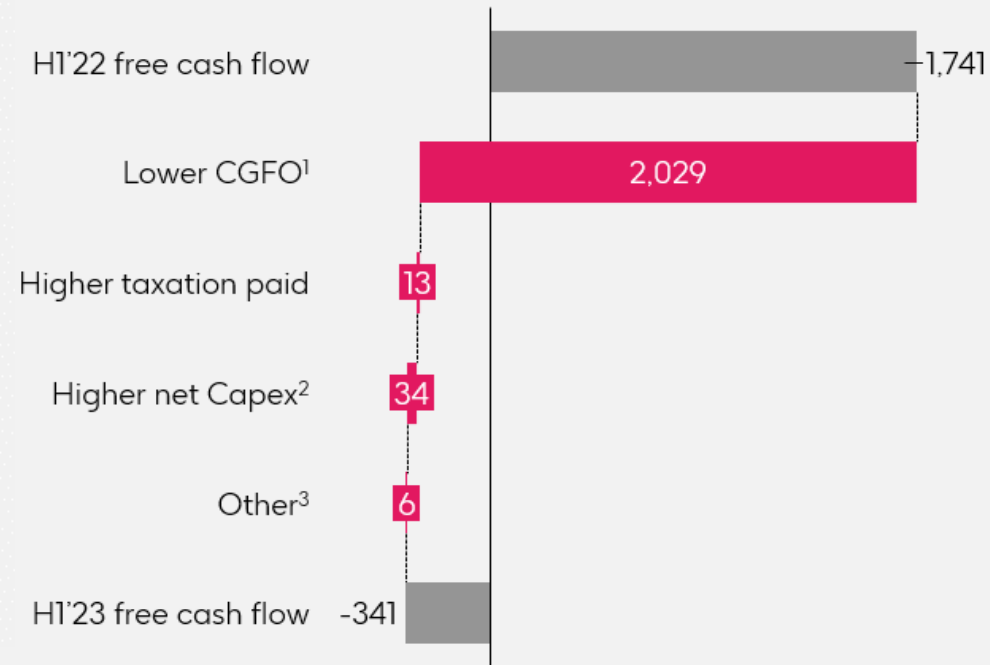 H1'22 free cash flow 1,741
Lower CGFO¹ 2,029
Higher taxation paid 13
Higher net Capex² 34
Other³ 6
H1'23 free cash flow -341